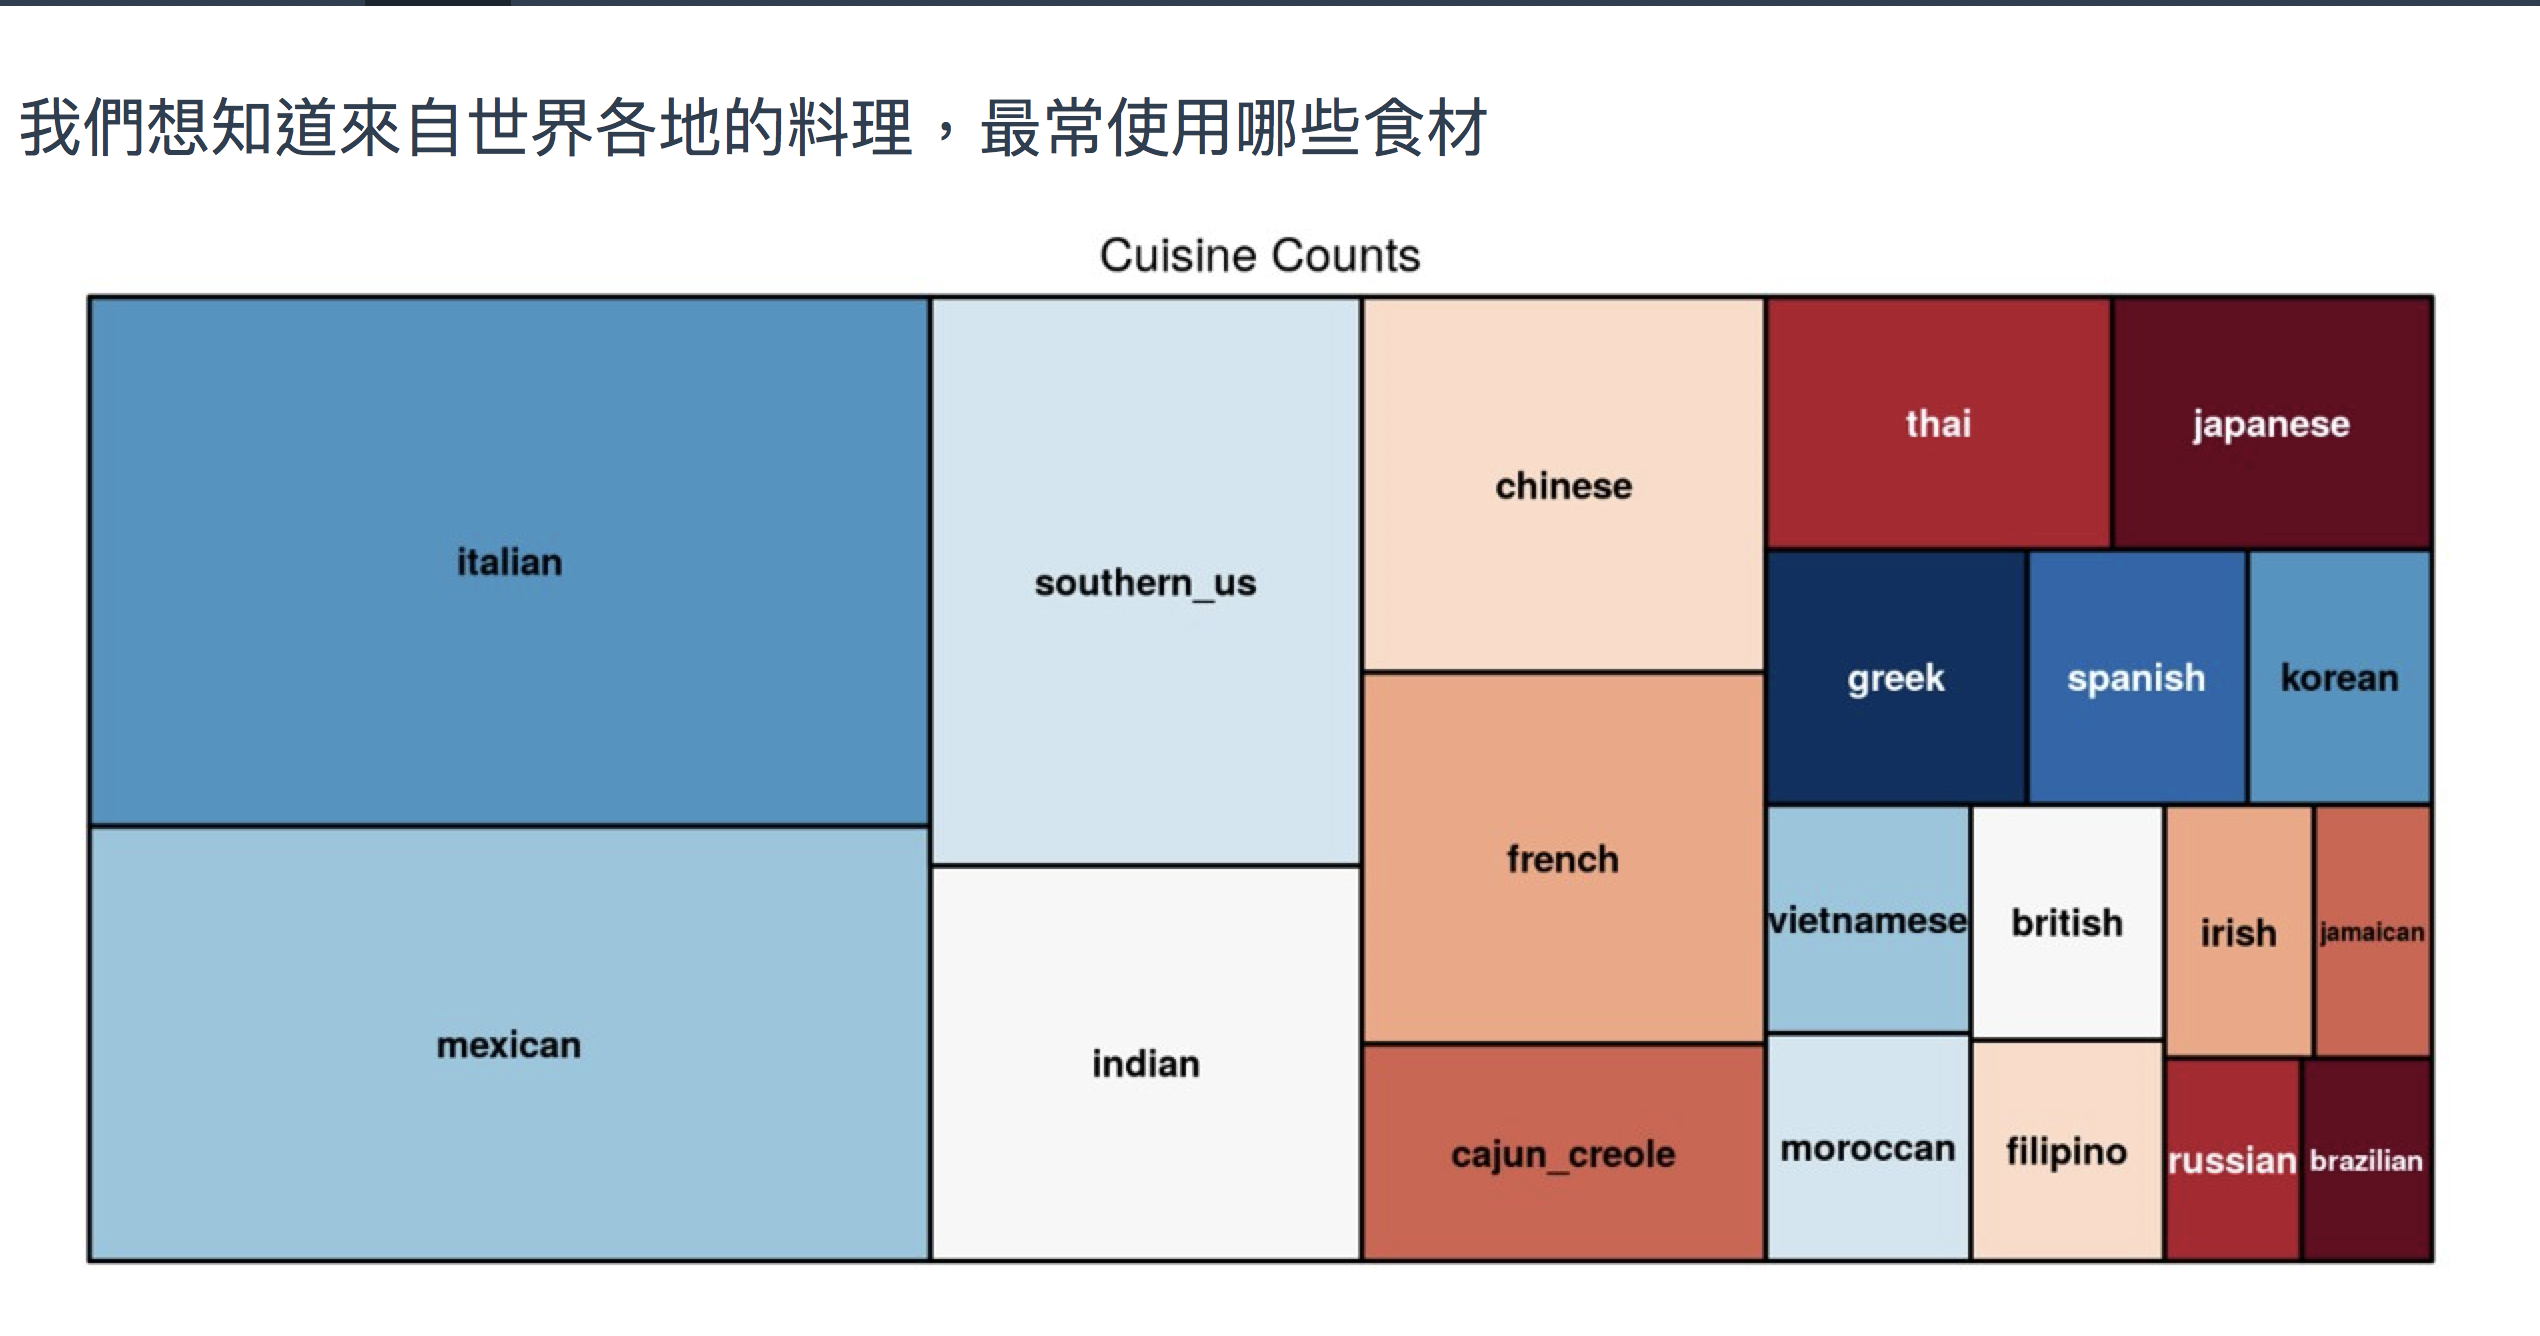 我們想知道來自世界各地的料理，最常使用哪些食材
Cuisine Counts
italian
mexican
southern_us
indian
chinese
french
cajun_creole
thai
japanese
greek
spanish
korean
vietnamese
british
irish
jamaican
moroccan
filipino
russian
brazilian